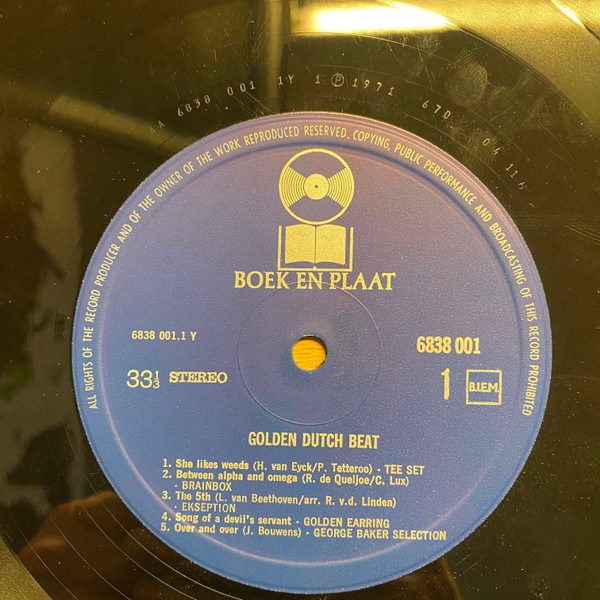 AA 6838 001 1Y 1 Ⓟ1971 670 04 116
ALL RIGHTS OF THE RECORD PRODUCER AND OF THE OWNER OF THE WORK REPRODUCED RESERVED, COPYING, PUBLIC PERFORMANCE AND BROADCASTING OF THIS RECORD PROHIBITED
BOEK EN PLAAT
6838 001.1 Y
6838 001
33⅓ STEREO
1
B.I.E.M.
GOLDEN DUTCH BEAT
1. She likes weeds (H. van Eyck/P. Tetteroo) - TEE SET
2. Between alpha and omega (R. de Queljoe/C. Lux)
- BRAINBOX
3. The 5th (L. van Beethoven/arr. R. v.d. Linden)
- EKSEPTION
4. Song of a devil's servant - GOLDEN EARRING
5. Over and over (J. Bouwens) - GEORGE BAKER SELECTION